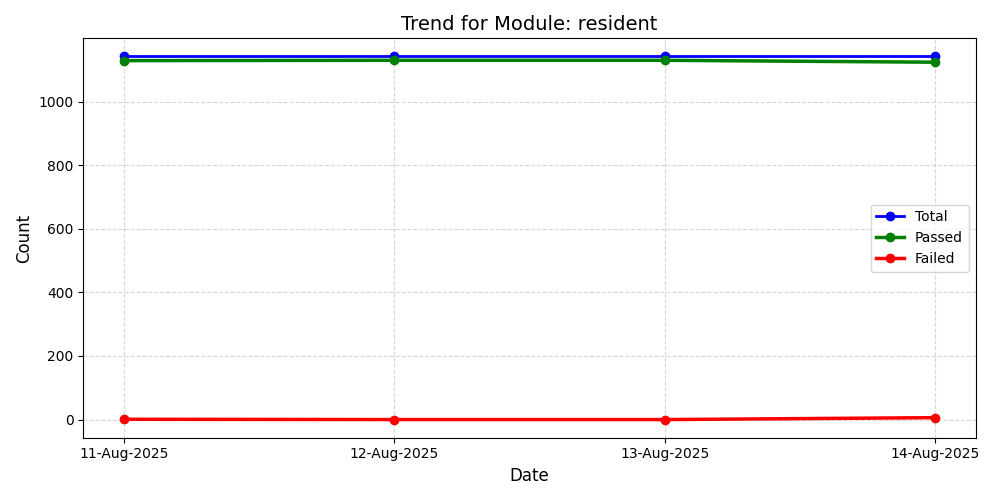 Trend for Module: resident
Count
1000
800
600
400
200
0
Total
Passed
Failed
11-Aug-2025 12-Aug-2025 13-Aug-2025 14-Aug-2025
Date